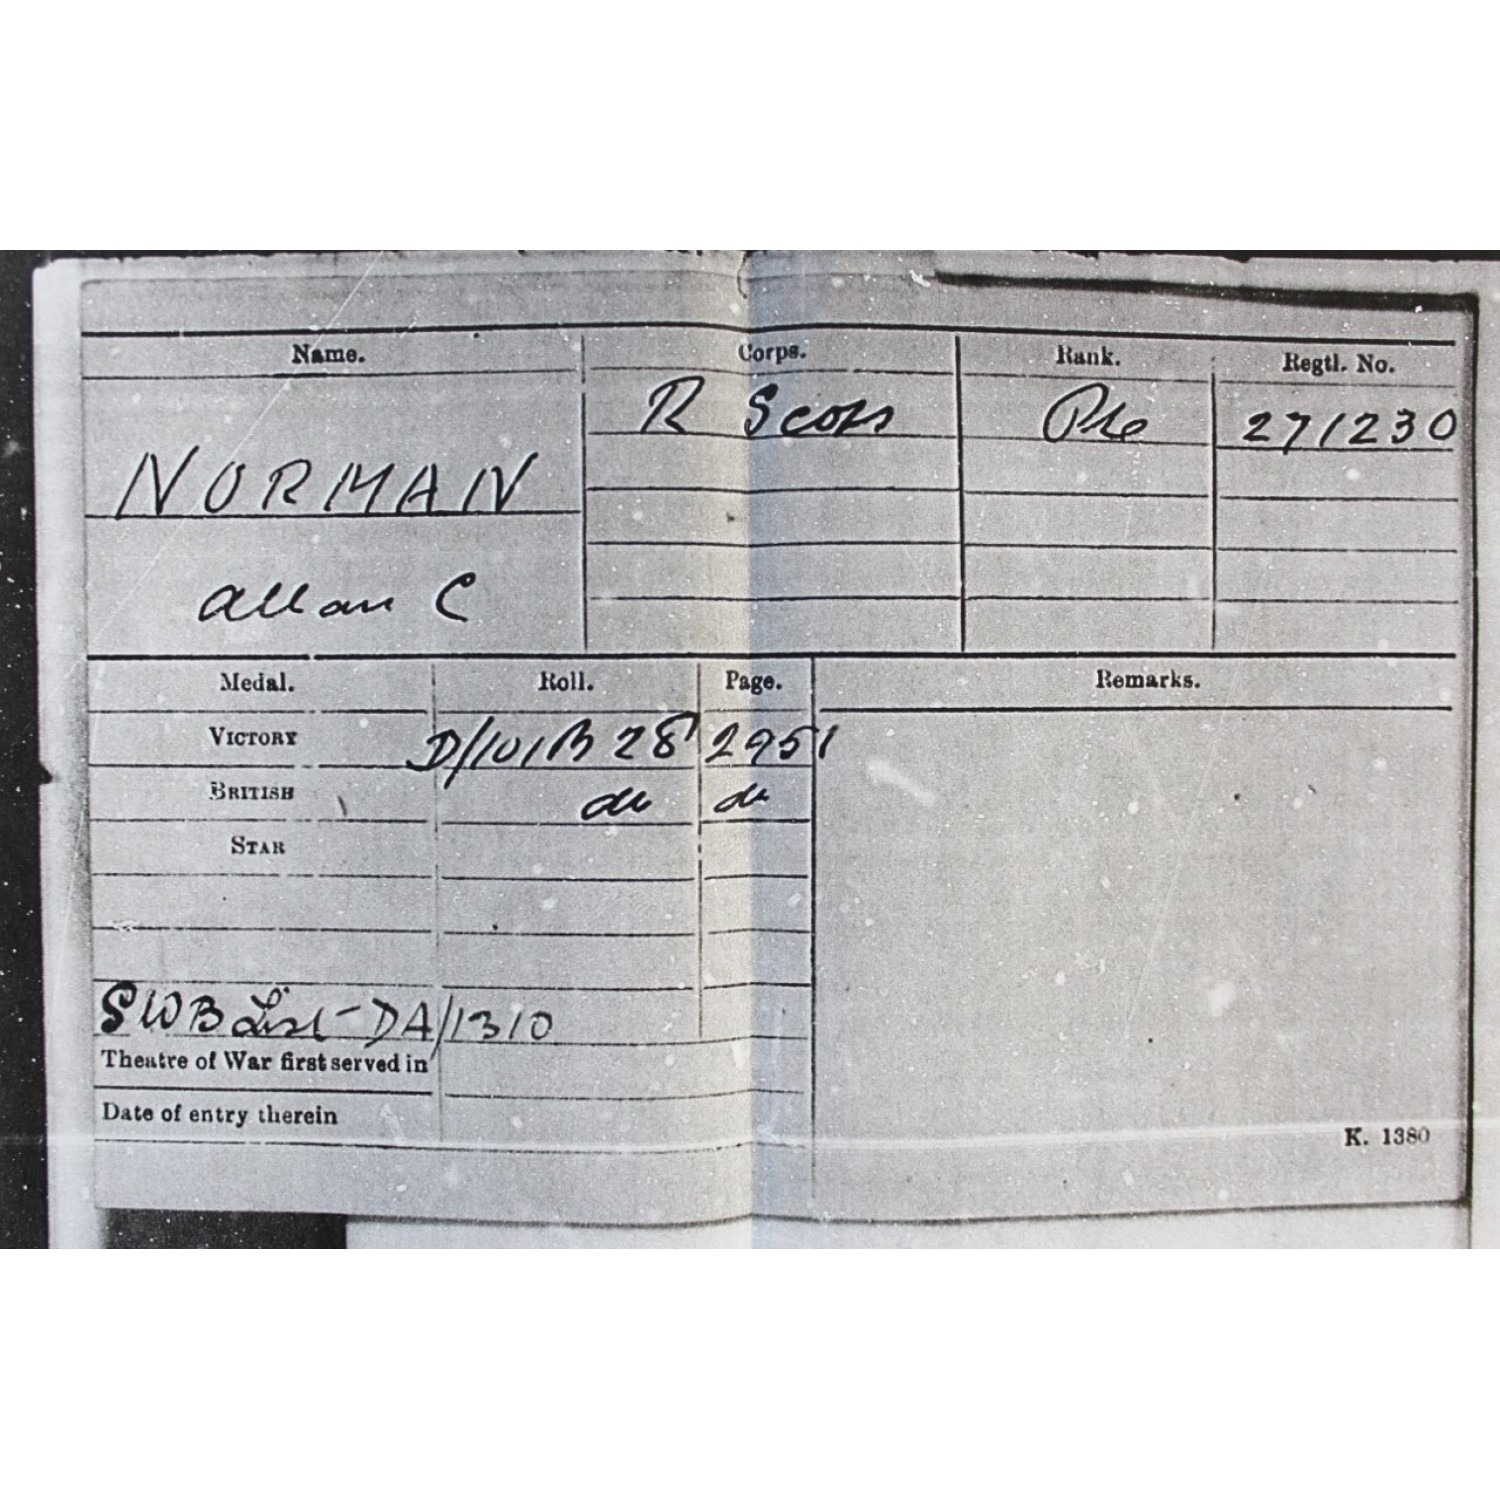 Name. Corps. Rank. Regtl. No.
R Scots Pte 271230
NORMAN
Allan C
Medal. Roll. Page. Remarks.
VICTORY D/101B28 2951
BRITISH do do
STAR
SWB List - DA/1310
Theatre of War first served in
Date of entry therein
K. 1380